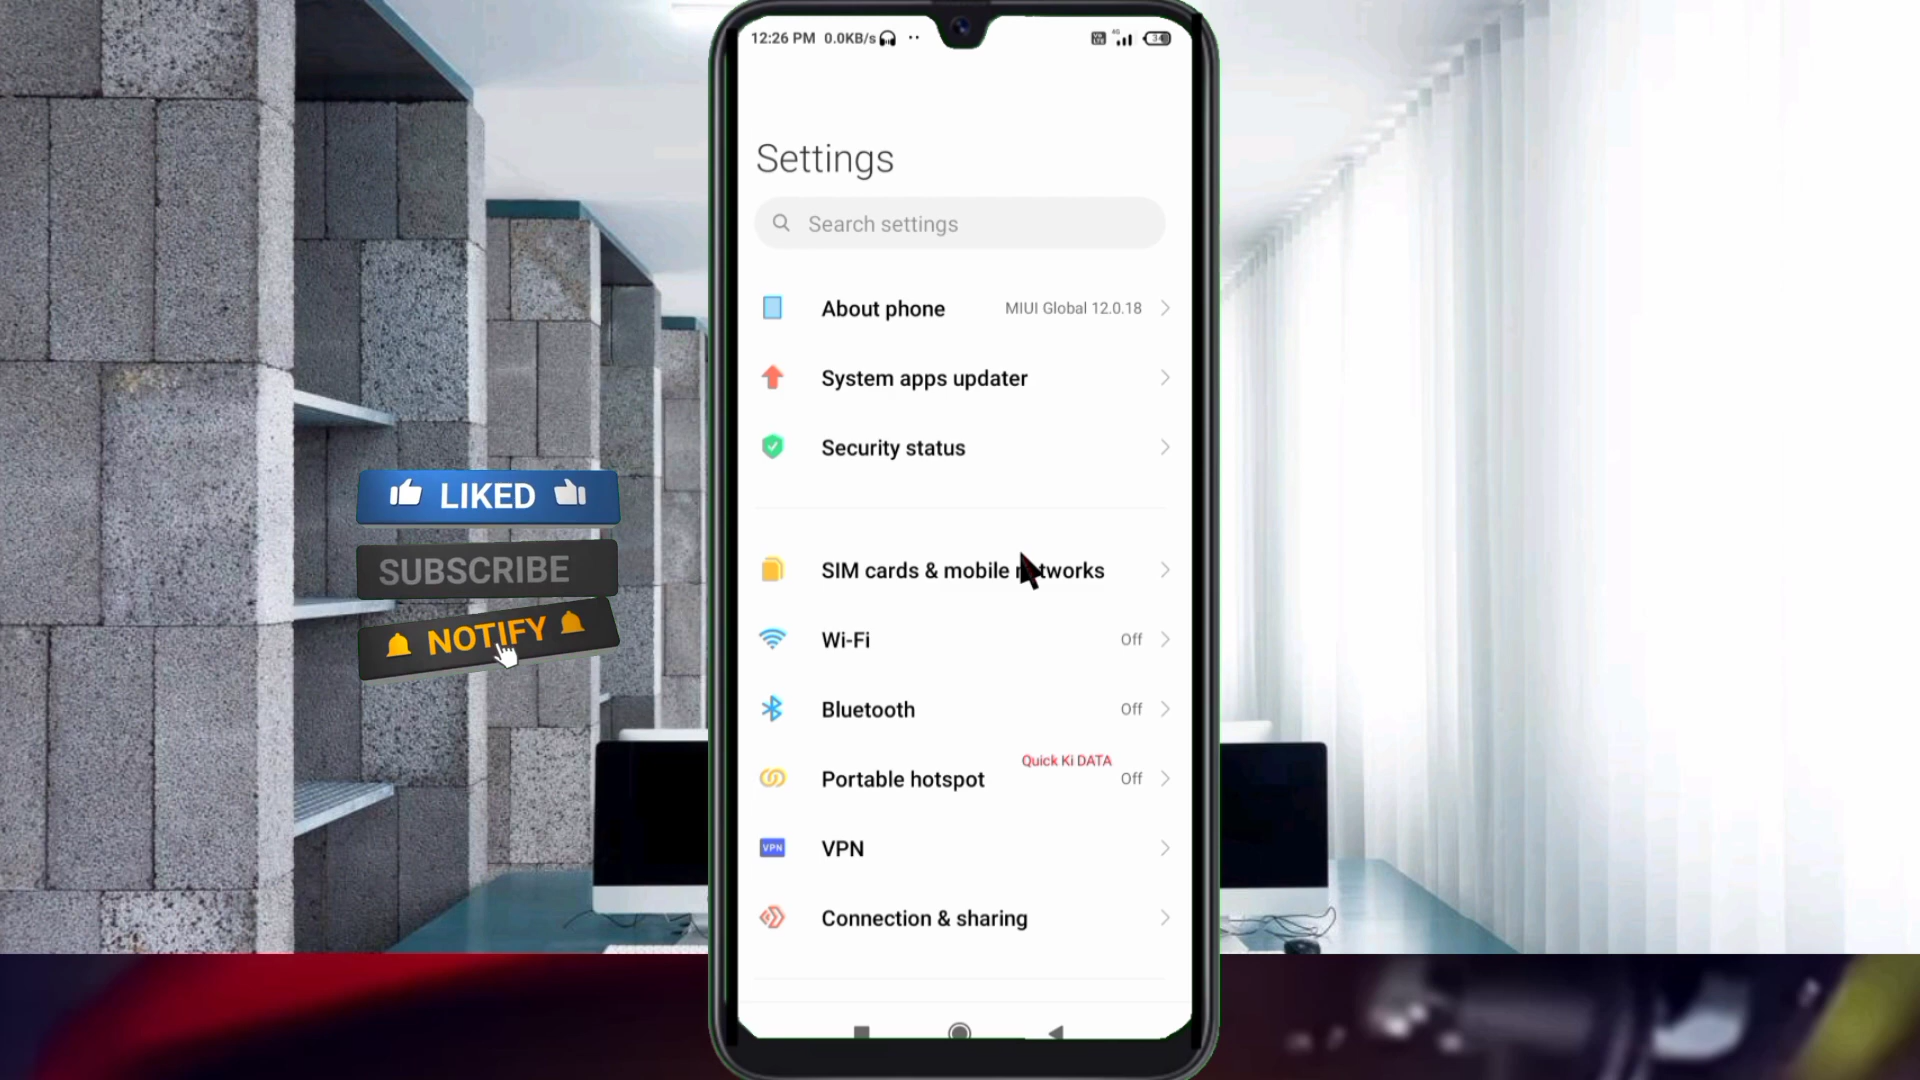 12:26 PM 0.0KB/s
34
Settings
Search settings
About phone MIUI Global 12.0.18
System apps updater
Security status
LIKED
SUBSCRIBE
NOTIFY
SIM cards & mobile networks
Wi-Fi Off
Bluetooth Off
Quick Ki DATA
Portable hotspot Off
VPN VPN
Connection & sharing